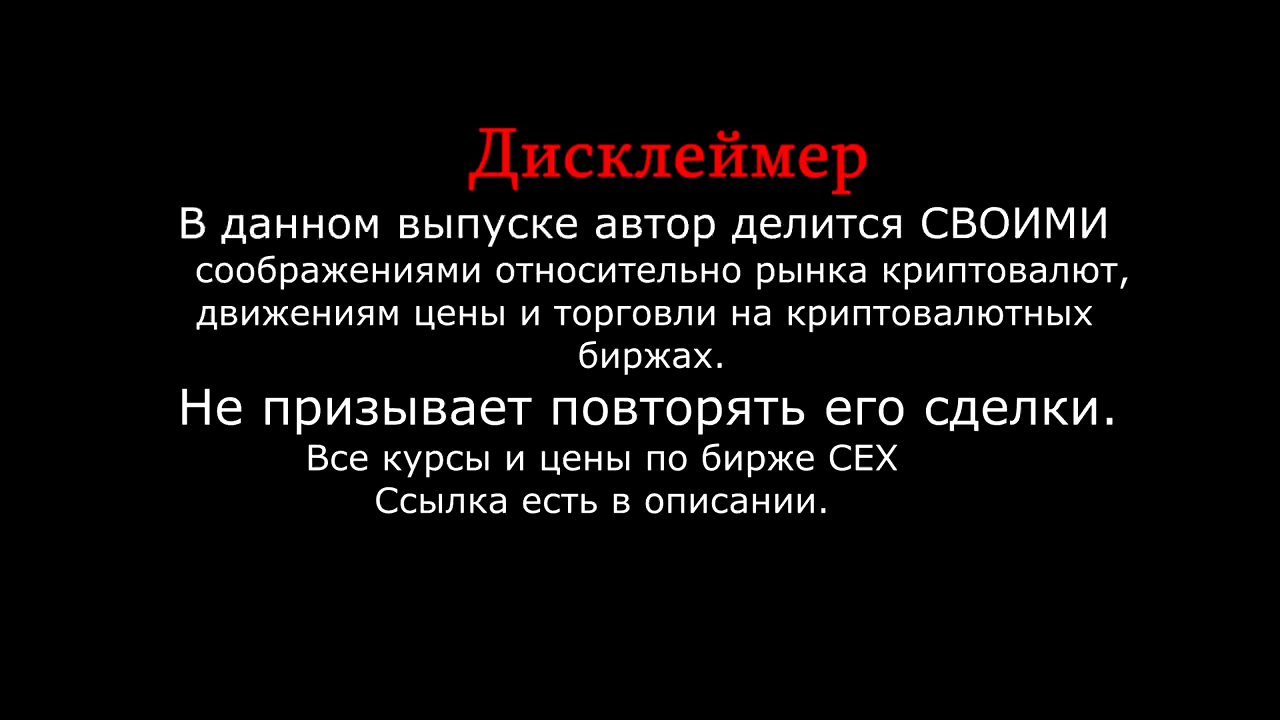 Дисклеймер
В данном выпуске автор делится СВОИМИ
соображениями относительно рынка криптовалют,
движениям цены и торговли на криптовалютных
биржах.
Не призывает повторять его сделки.
Все курсы и цены по бирже CEX
Ссылка есть в описании.